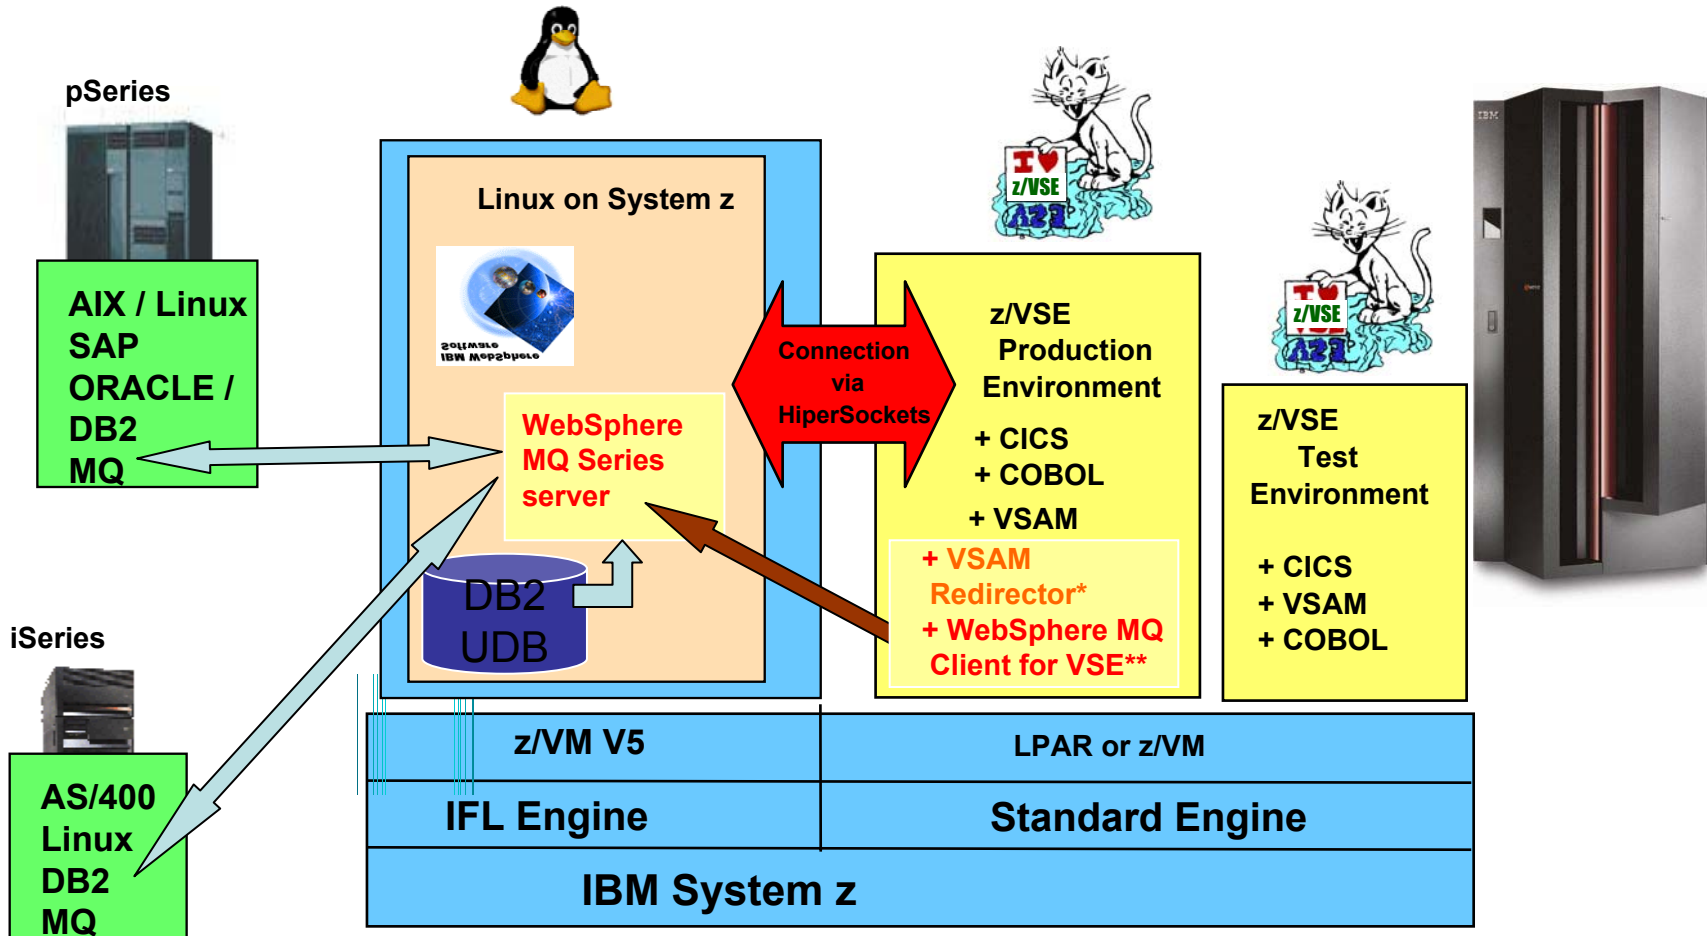 pSeries
AIX / Linux
SAP
ORACLE /
DB2
MQ
iSeries
AS/400
Linux
DB2
MQ
Linux on System z
IBM WebSphere
Software
WebSphere
MQ Series
server
DB2
UDB
Connection
via
HiperSockets
I ♥
z/VSE
z/VSE
Production
Environment
+ CICS
+ COBOL
+ VSAM
+ VSAM
Redirector*
+ WebSphere MQ
Client for VSE**
z/VSE
z/VSE
Test
Environment
+ CICS
+ VSAM
+ COBOL
IBM
z/VM V5
LPAR or z/VM
IFL Engine
Standard Engine
IBM System z